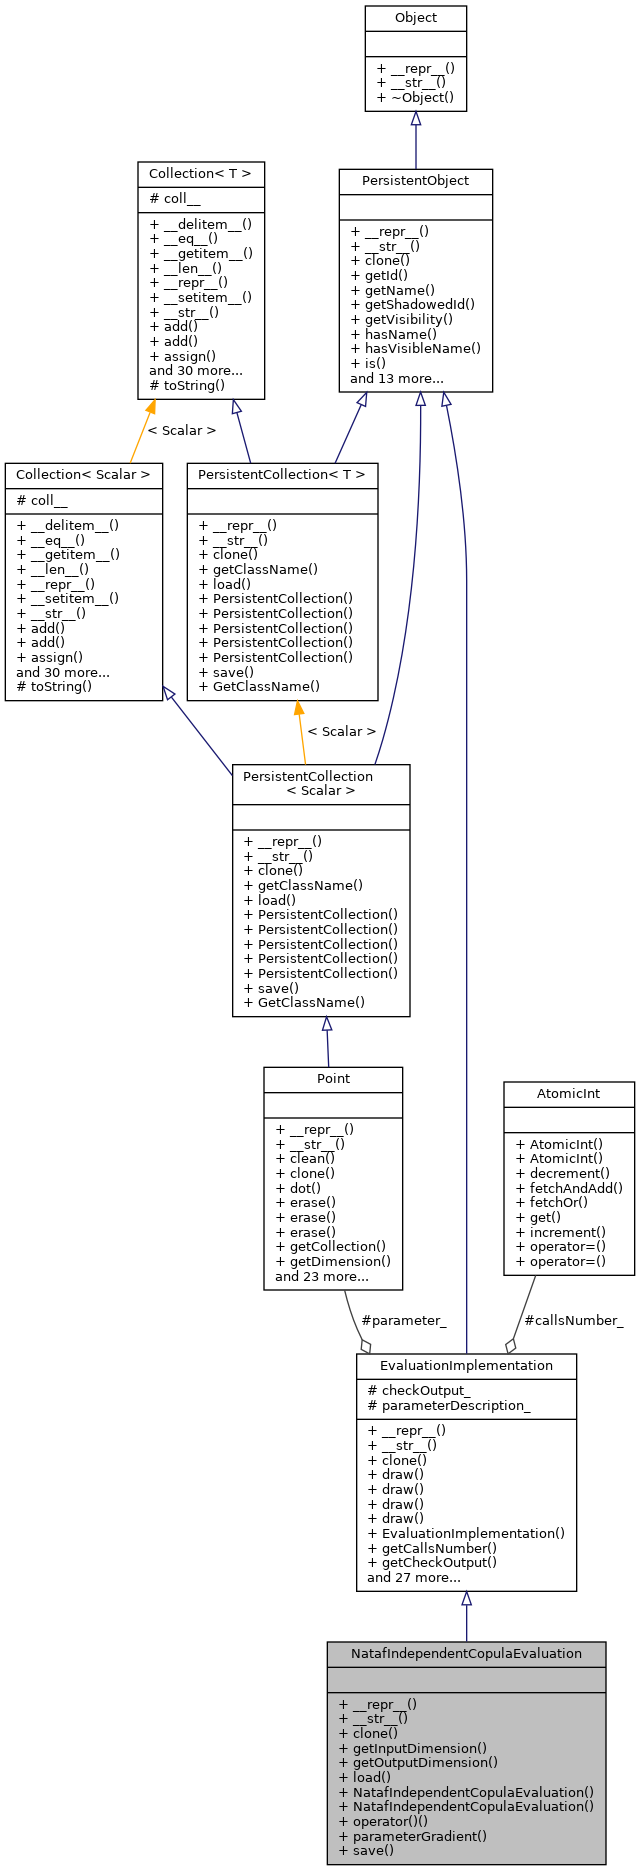 Object
+ __repr__()
+ __str__()
+ ~Object()
Collection< T >
# coll__
+ __delitem__()
+ __eq__()
+ __getitem__()
+ __len__()
+ __repr__()
+ __setitem__()
+ __str__()
+ add()
+ add()
+ assign()
and 30 more...
# toString()
PersistentObject
+ __repr__()
+ __str__()
+ clone()
+ getId()
+ getName()
+ getShadowedId()
+ getVisibility()
+ hasName()
+ hasVisibleName()
+ is()
and 13 more...
< Scalar >
Collection< Scalar >
# coll__
+ __delitem__()
+ __eq__()
+ __getitem__()
+ __len__()
+ __repr__()
+ __setitem__()
+ __str__()
+ add()
+ add()
+ assign()
and 30 more...
# toString()
PersistentCollection< T >
+ __repr__()
+ __str__()
+ clone()
+ getClassName()
+ load()
+ PersistentCollection()
+ PersistentCollection()
+ PersistentCollection()
+ PersistentCollection()
+ PersistentCollection()
+ save()
+ GetClassName()
< Scalar >
PersistentCollection
< Scalar >
+ __repr__()
+ __str__()
+ clone()
+ getClassName()
+ load()
+ PersistentCollection()
+ PersistentCollection()
+ PersistentCollection()
+ PersistentCollection()
+ PersistentCollection()
+ save()
+ GetClassName()
Point
+ __repr__()
+ __str__()
+ clean()
+ clone()
+ dot()
+ erase()
+ erase()
+ erase()
+ getCollection()
+ getDimension()
and 23 more...
AtomicInt
+ AtomicInt()
+ AtomicInt()
+ decrement()
+ fetchAndAdd()
+ fetchOr()
+ get()
+ increment()
+ operator=()
+ operator=()
#parameter_
#callsNumber_
EvaluationImplementation
# checkOutput_
# parameterDescription_
+ __repr__()
+ __str__()
+ clone()
+ draw()
+ draw()
+ draw()
+ draw()
+ EvaluationImplementation()
+ getCallsNumber()
+ getCheckOutput()
and 27 more...
NatafIndependentCopulaEvaluation
+ __repr__()
+ __str__()
+ clone()
+ getInputDimension()
+ getOutputDimension()
+ load()
+ NatafIndependentCopulaEvaluation()
+ NatafIndependentCopulaEvaluation()
+ operator()()
+ parameterGradient()
+ save()